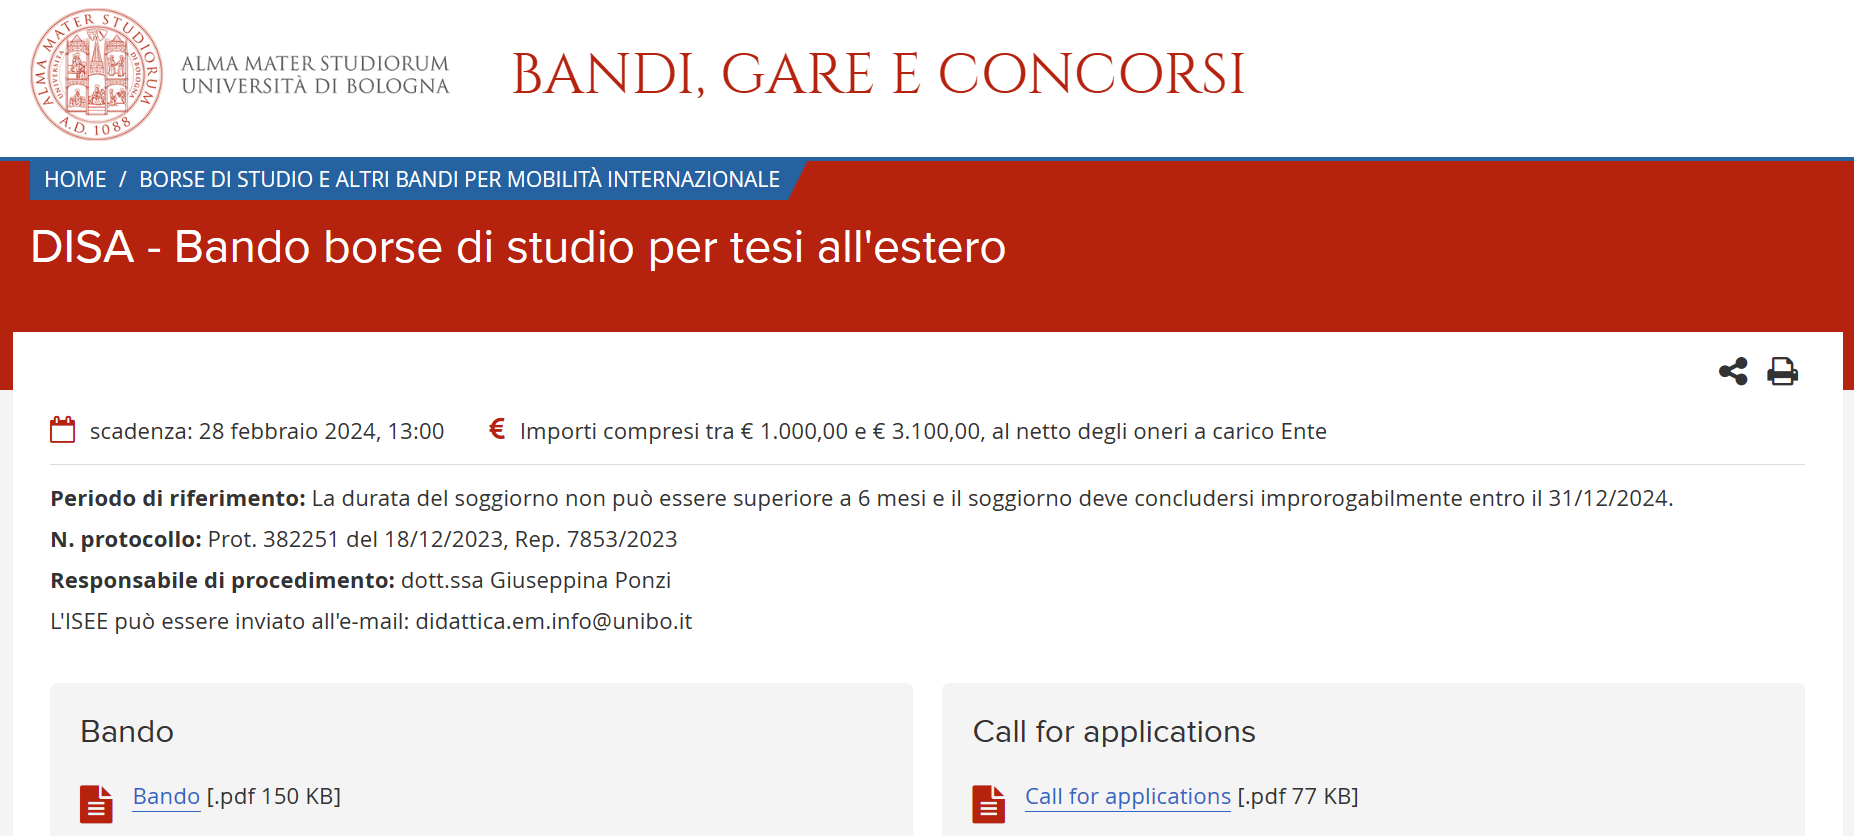 ALMA MATER STUDIORUM
A.D. 1088
ALMA MATER STUDIORUM
UNIVERSITÀ DI BOLOGNA
BANDI, GARE E CONCORSI
HOME / BORSE DI STUDIO E ALTRI BANDI PER MOBILITÀ INTERNAZIONALE
DISA - Bando borse di studio per tesi all'estero
scadenza: 28 febbraio 2024, 13:00 € Importi compresi tra € 1.000,00 e € 3.100,00, al netto degli oneri a carico Ente
Periodo di riferimento: La durata del soggiorno non può essere superiore a 6 mesi e il soggiorno deve concludersi improrogabilmente entro il 31/12/2024.
N. protocollo: Prot. 382251 del 18/12/2023, Rep. 7853/2023
Responsabile di procedimento: dott.ssa Giuseppina Ponzi
L'ISEE può essere inviato all'e-mail: didattica.em.info@unibo.it
Bando
Bando [.pdf 150 KB]
Call for applications
Call for applications [.pdf 77 KB]